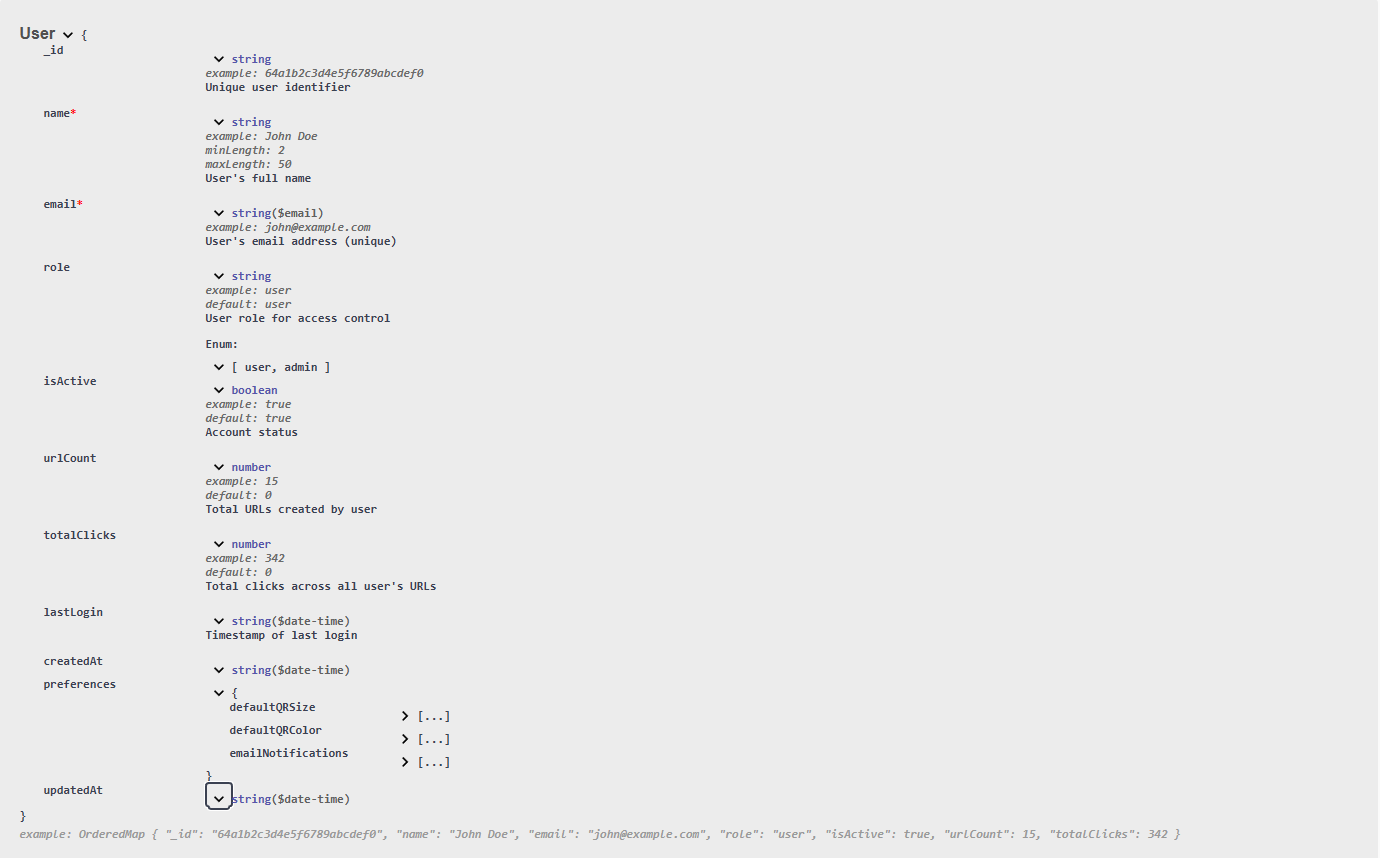 User {
_id
string
example: 64a1b2c3d4e5f6789abcdef0
Unique user identifier
name*
string
example: John Doe
minLength: 2
maxLength: 50
User's full name
email*
string($email)
example: john@example.com
User's email address (unique)
role
string
example: user
default: user
User role for access control
Enum:
[ user, admin ]
isActive
boolean
example: true
default: true
Account status
urlCount
number
example: 15
default: 0
Total URLs created by user
totalClicks
number
example: 342
default: 0
Total clicks across all user's URLs
lastLogin
string($date-time)
Timestamp of last login
createdAt
string($date-time)
preferences
{
defaultQRSize
[...]
defaultQRColor
[...]
emailNotifications
[...]
}
updatedAt
string($date-time)
}
example: OrderedMap { "_id": "64a1b2c3d4e5f6789abcdef0", "name": "John Doe", "email": "john@example.com", "role": "user", "isActive": true, "urlCount": 15, "totalClicks": 342 }